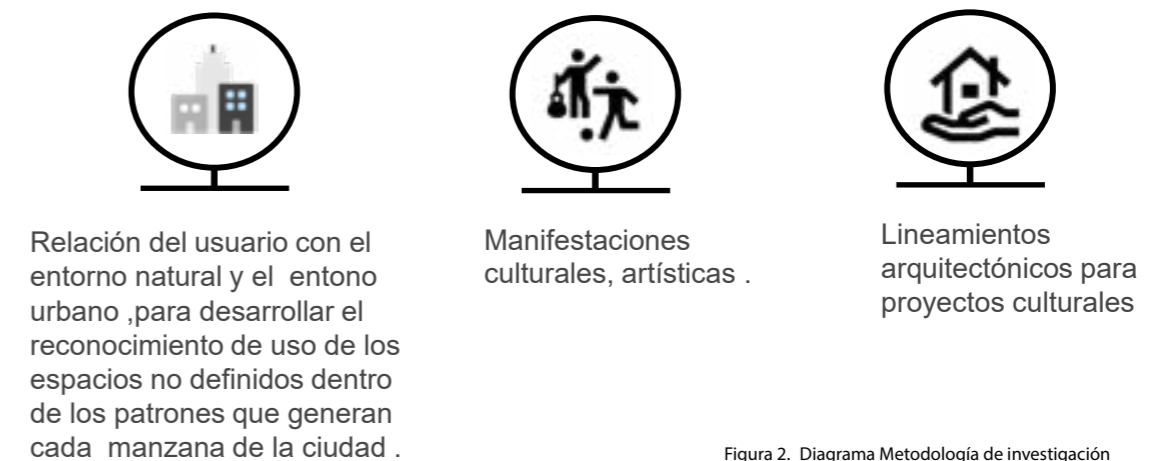 Relación del usuario con el
entorno natural y el  entono
urbano ,para desarrollar el
reconocimiento de uso de los
espacios no definidos dentro
de los patrones que generan
cada  manzana de la ciudad .
Manifestaciones
culturales, artísticas .
Lineamientos
arquitectónicos para
proyectos culturales
Figura 2.  Diagrama Metodología de investigación